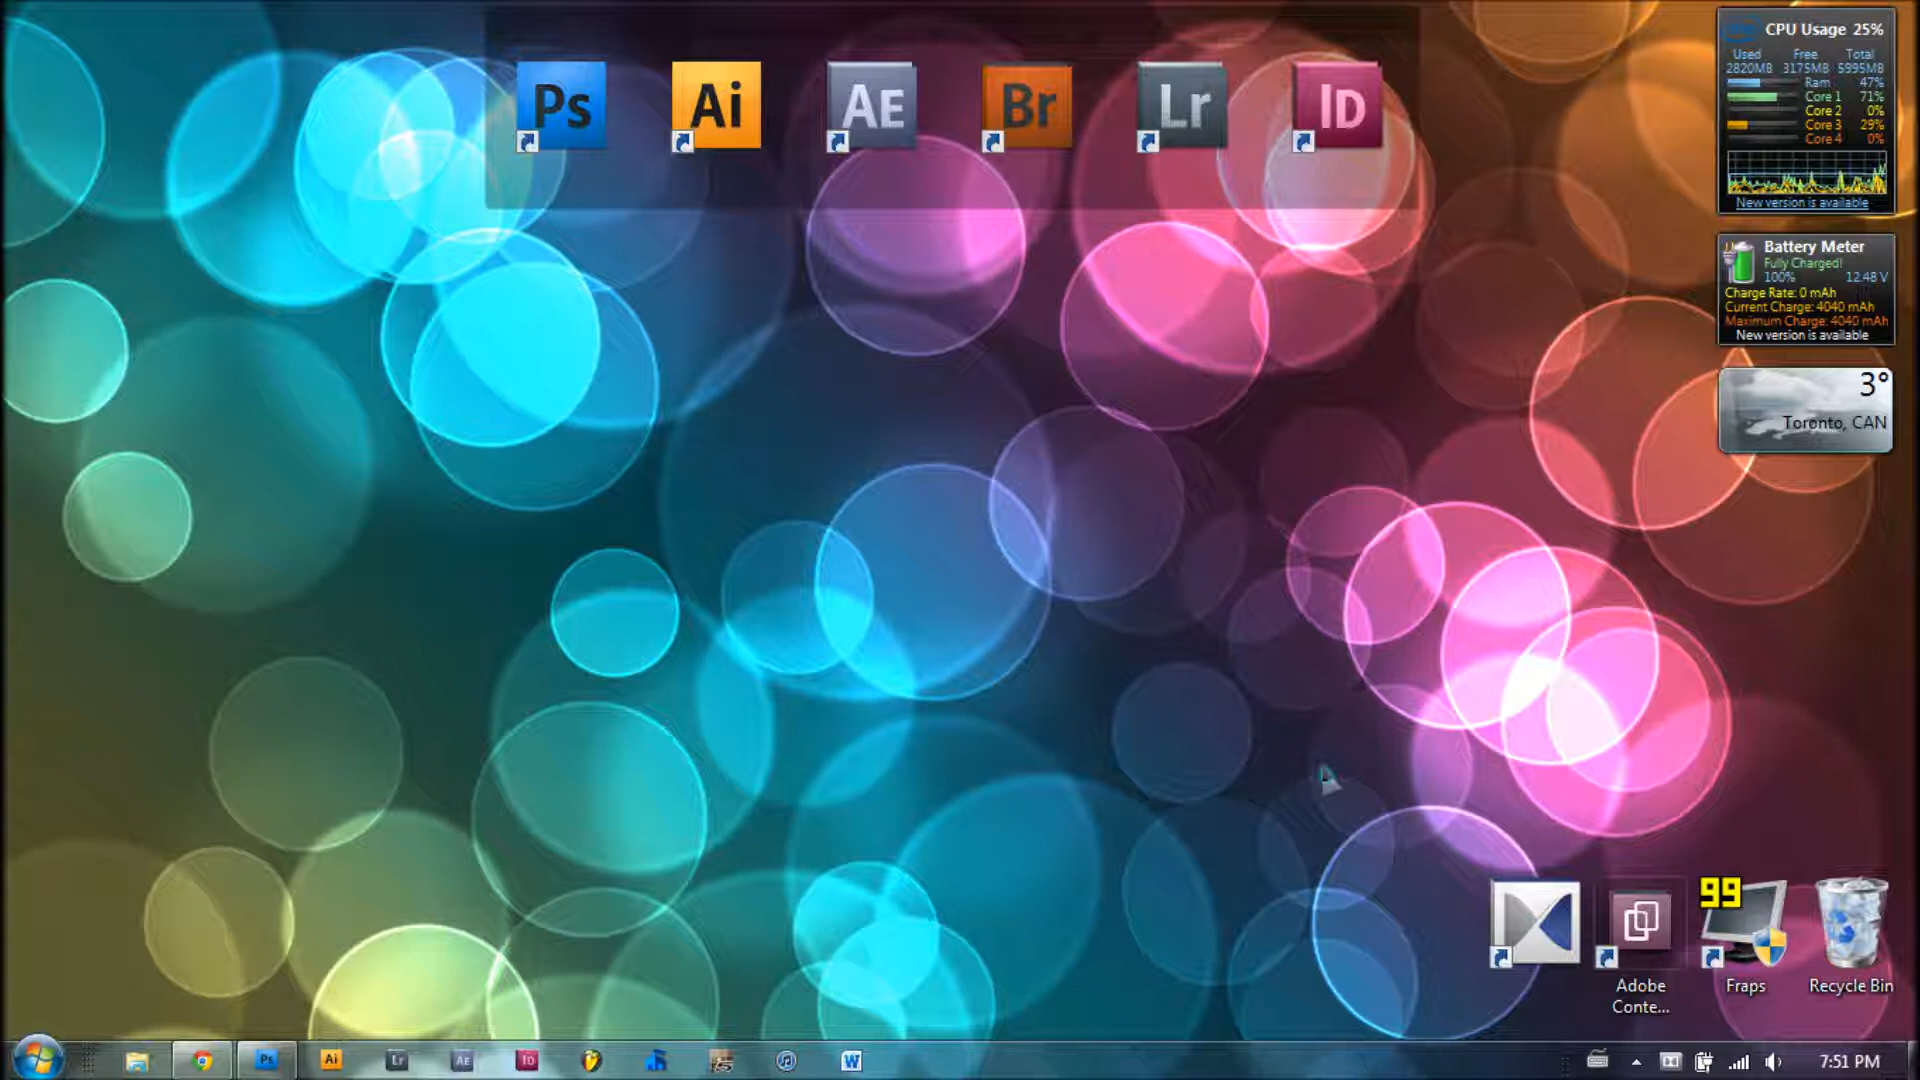 Ps Ai AE Br Lr ID
CPU Usage 25%
Used Free Total
2820MB 3175MB 5995MB
Ram 47%
Core 1 71%
Core 2 0%
Core 3 29%
Core 4 0%
New version is available
Battery Meter
Fully Charged!
100% 12.48 V
Charge Rate: 0 mAh
Current Charge: 4040 mAh
Maximum Charge: 4040 mAh
New version is available
3°
Toronto, CAN
99
Adobe Conte... Fraps Recycle Bin
Ps Ai Lr AE ID W
7:51 PM